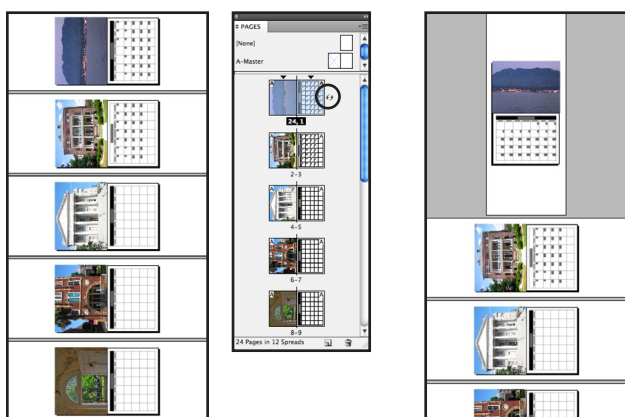 PAGES
[None]
A-Master
A
A
24, 1
A
2-3
A
A
4-5
A
A
6-7
A
A
8-9
24 Pages in 12 Spreads